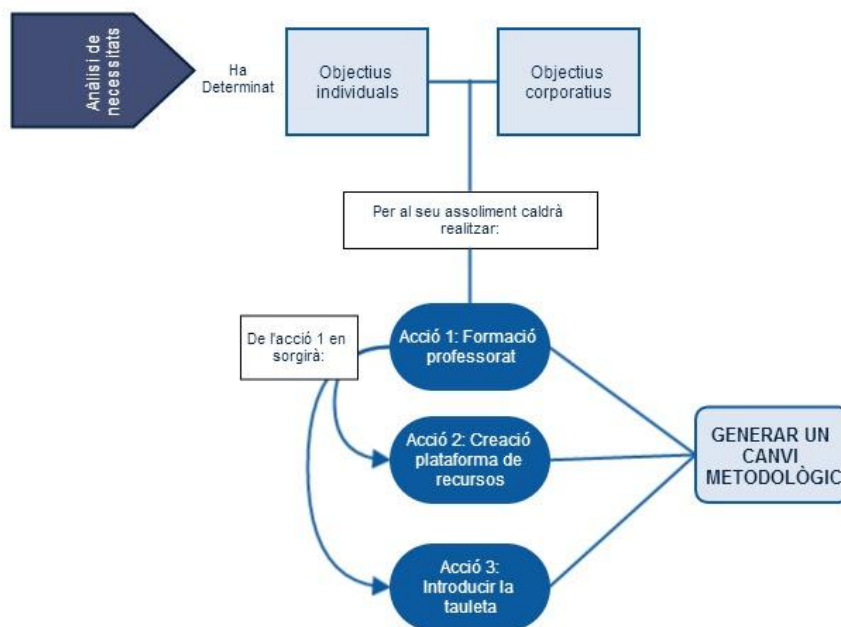 Anàlisi de
necessitats
Ha
Determinat
Objectius
individuals
Objectius
corporatius
Per al seu assoliment caldrà
realitzar:
De l'acció 1 en
sorgirà:
Acció 1: Formació
professorat
Acció 2: Creació
plataforma de
recursos
Acció 3:
Introducir la
tauleta
GENERAR UN
CANVI
METODOLÒGIC